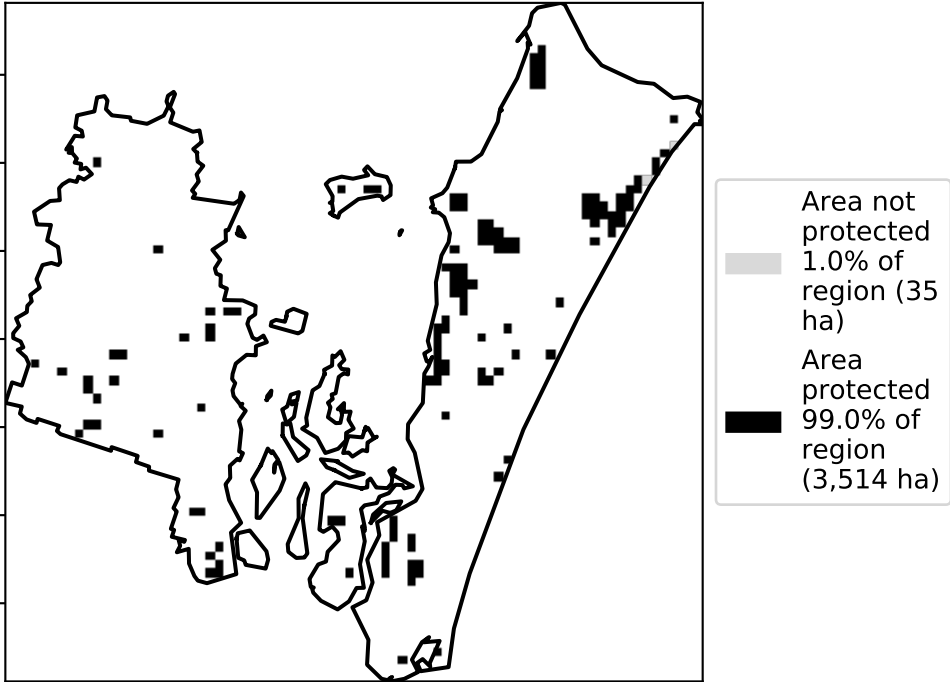 Area not
protected
1.0% of
region (35
ha)
Area
protected
99.0% of
region
(3,514 ha)